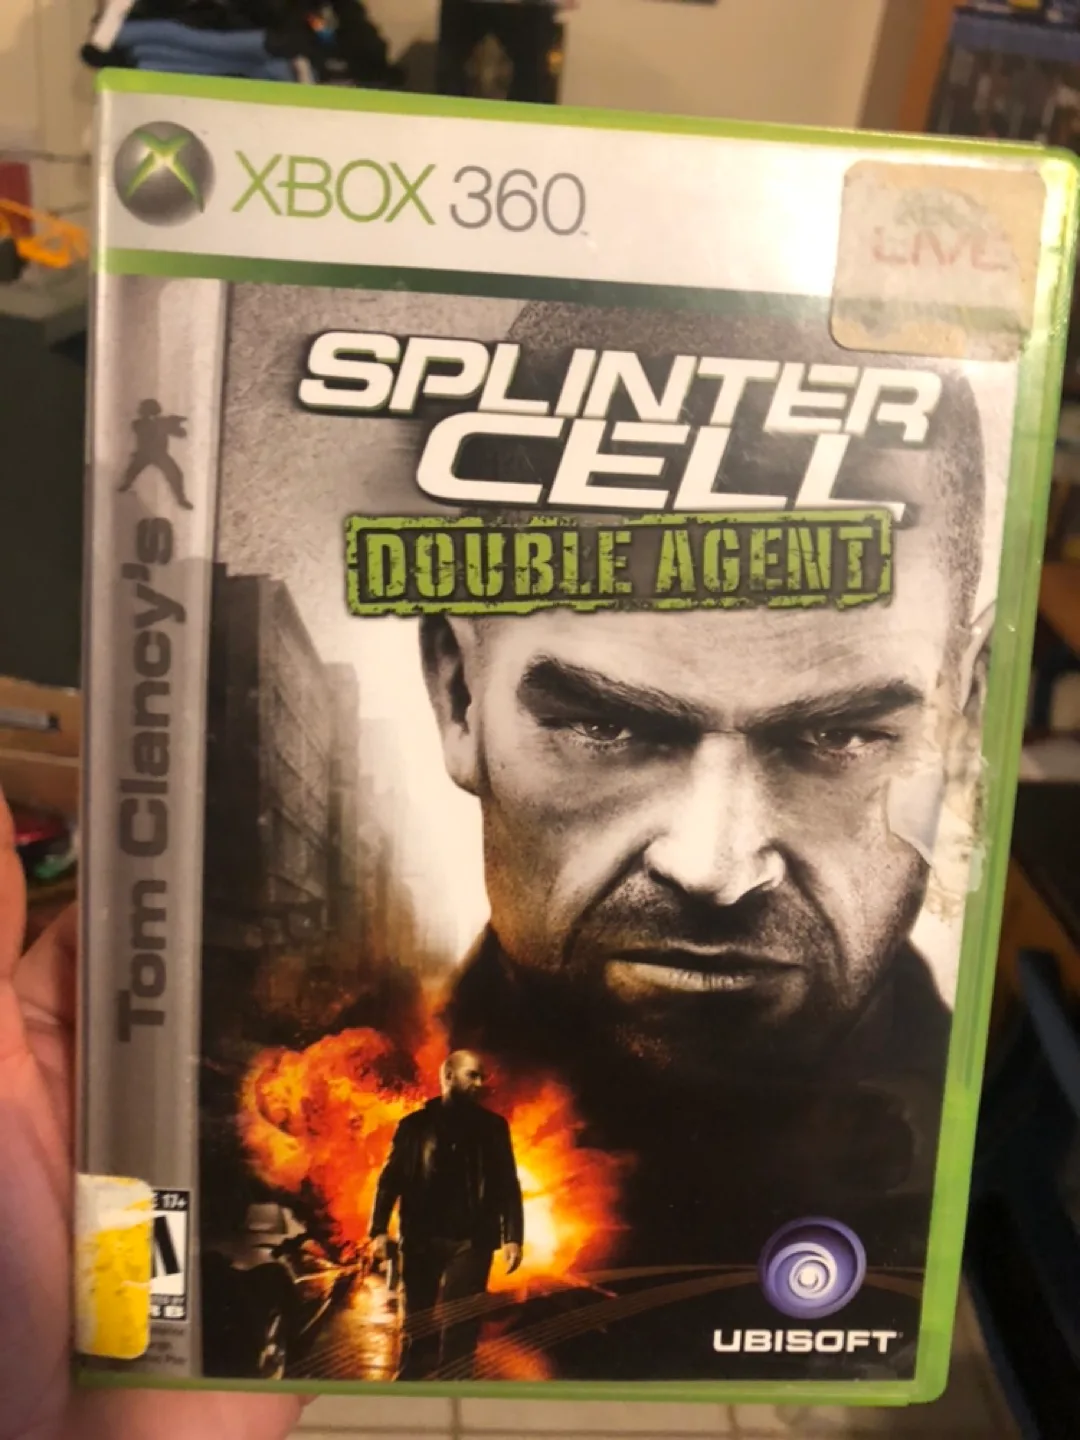 XBOX 360
LIVE
SPLINTER
CELL
DOUBLE AGENT
Tom Clancy's
17+
UBISOFT